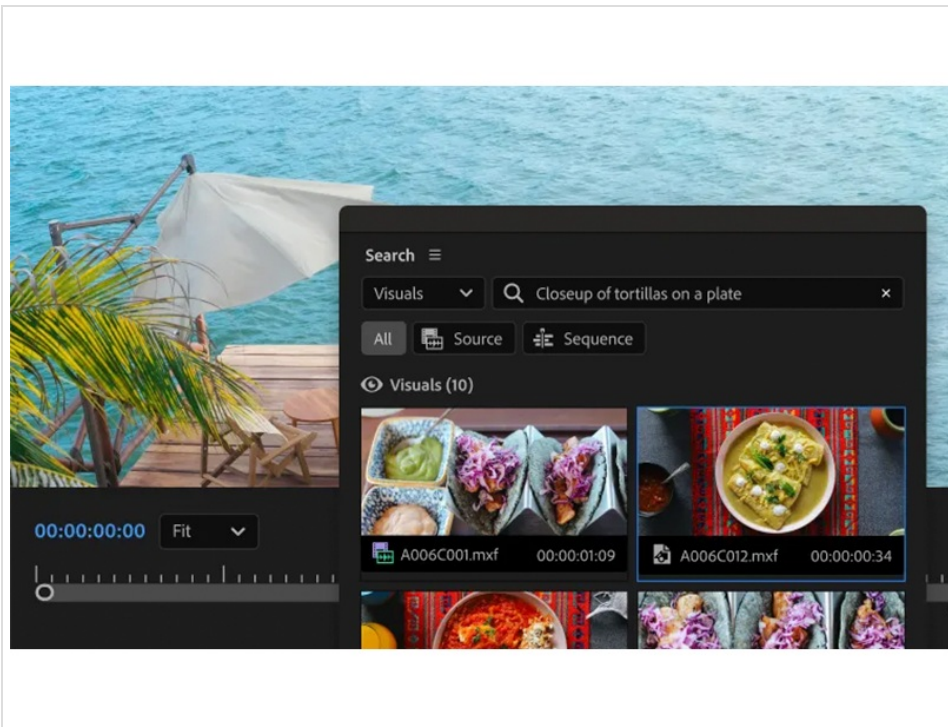 Search
Visuals
Closeup of tortillas on a plate
All Source Sequence
Visuals (10)
A006C001.mxf 00:00:01:09
A006C012.mxf 00:00:00:34
00:00:00:00 Fit